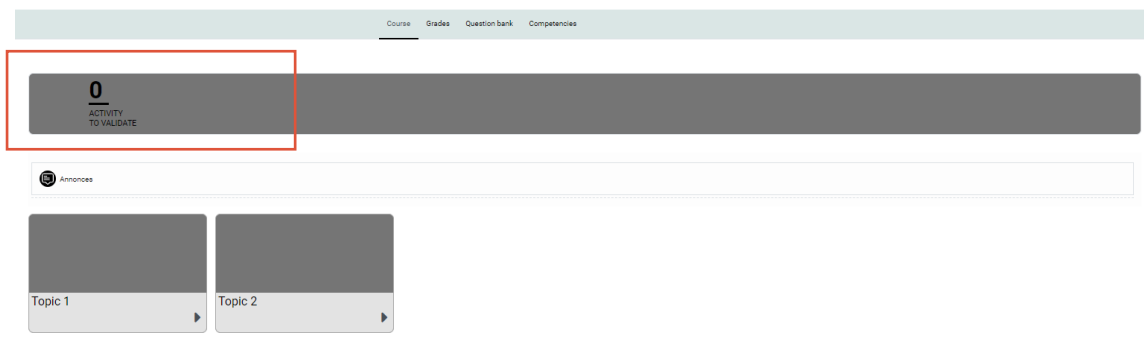 Course Grades Question bank Competencies
0
ACTIVITY
TO VALIDATE
Annonces
Topic 1 Topic 2